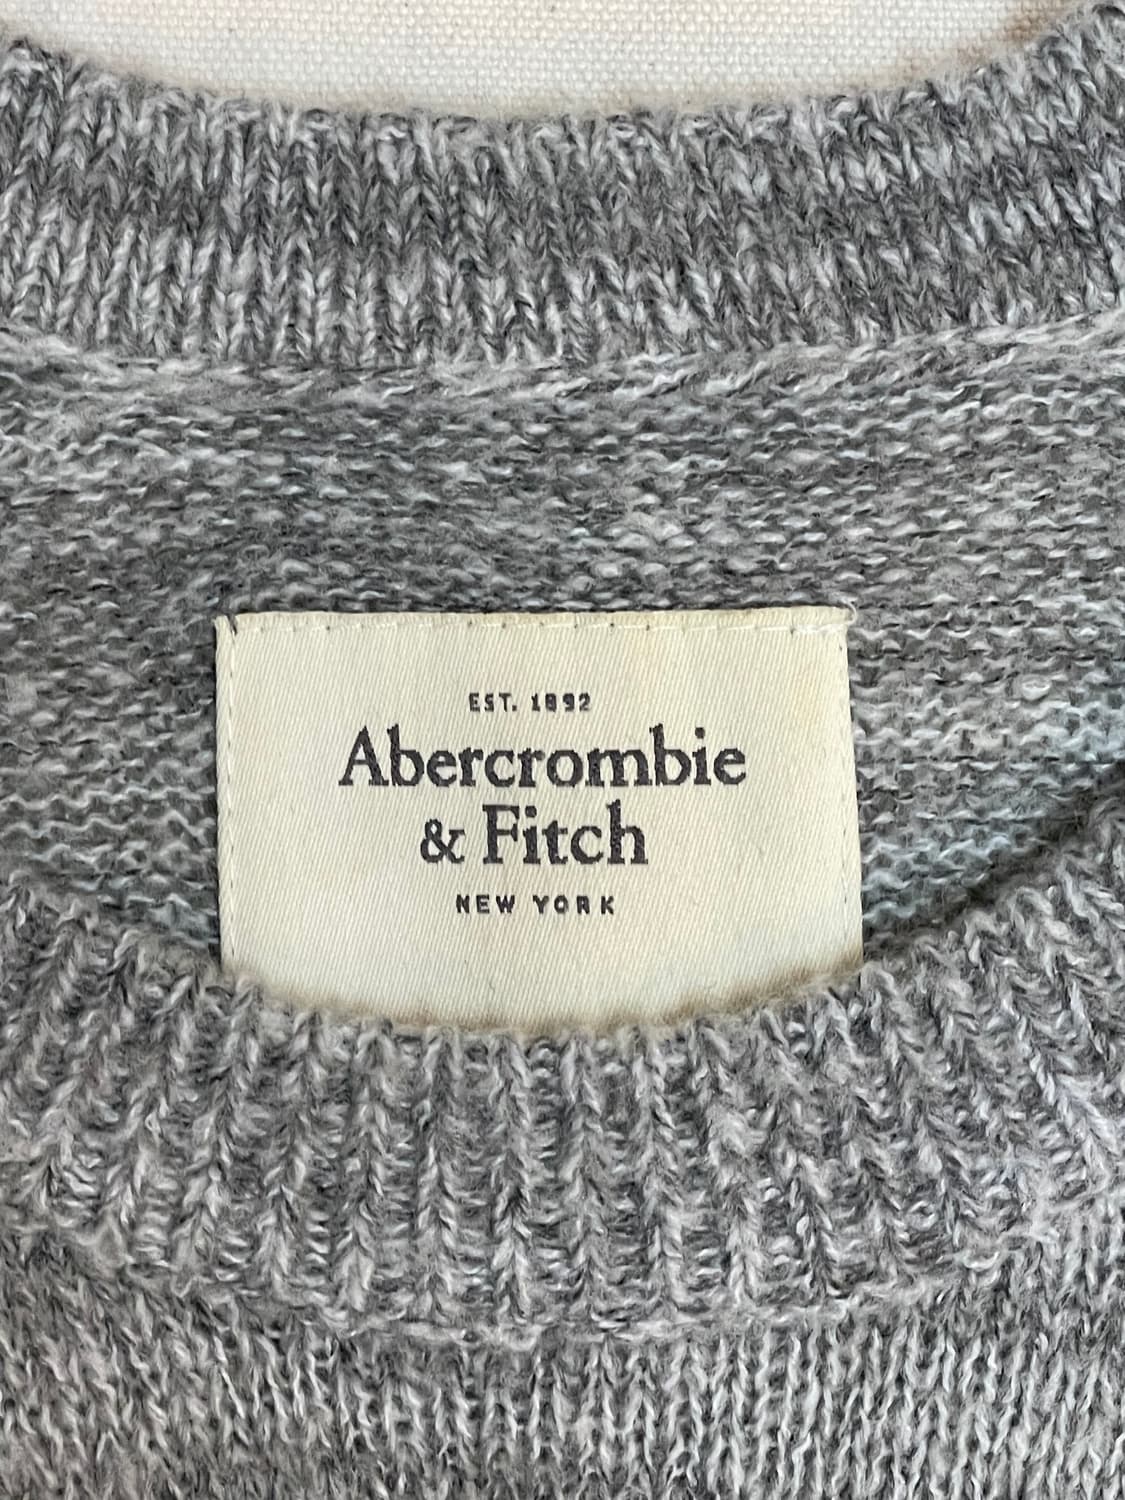 EST. 1892
Abercrombie
& Fitch
NEW YORK